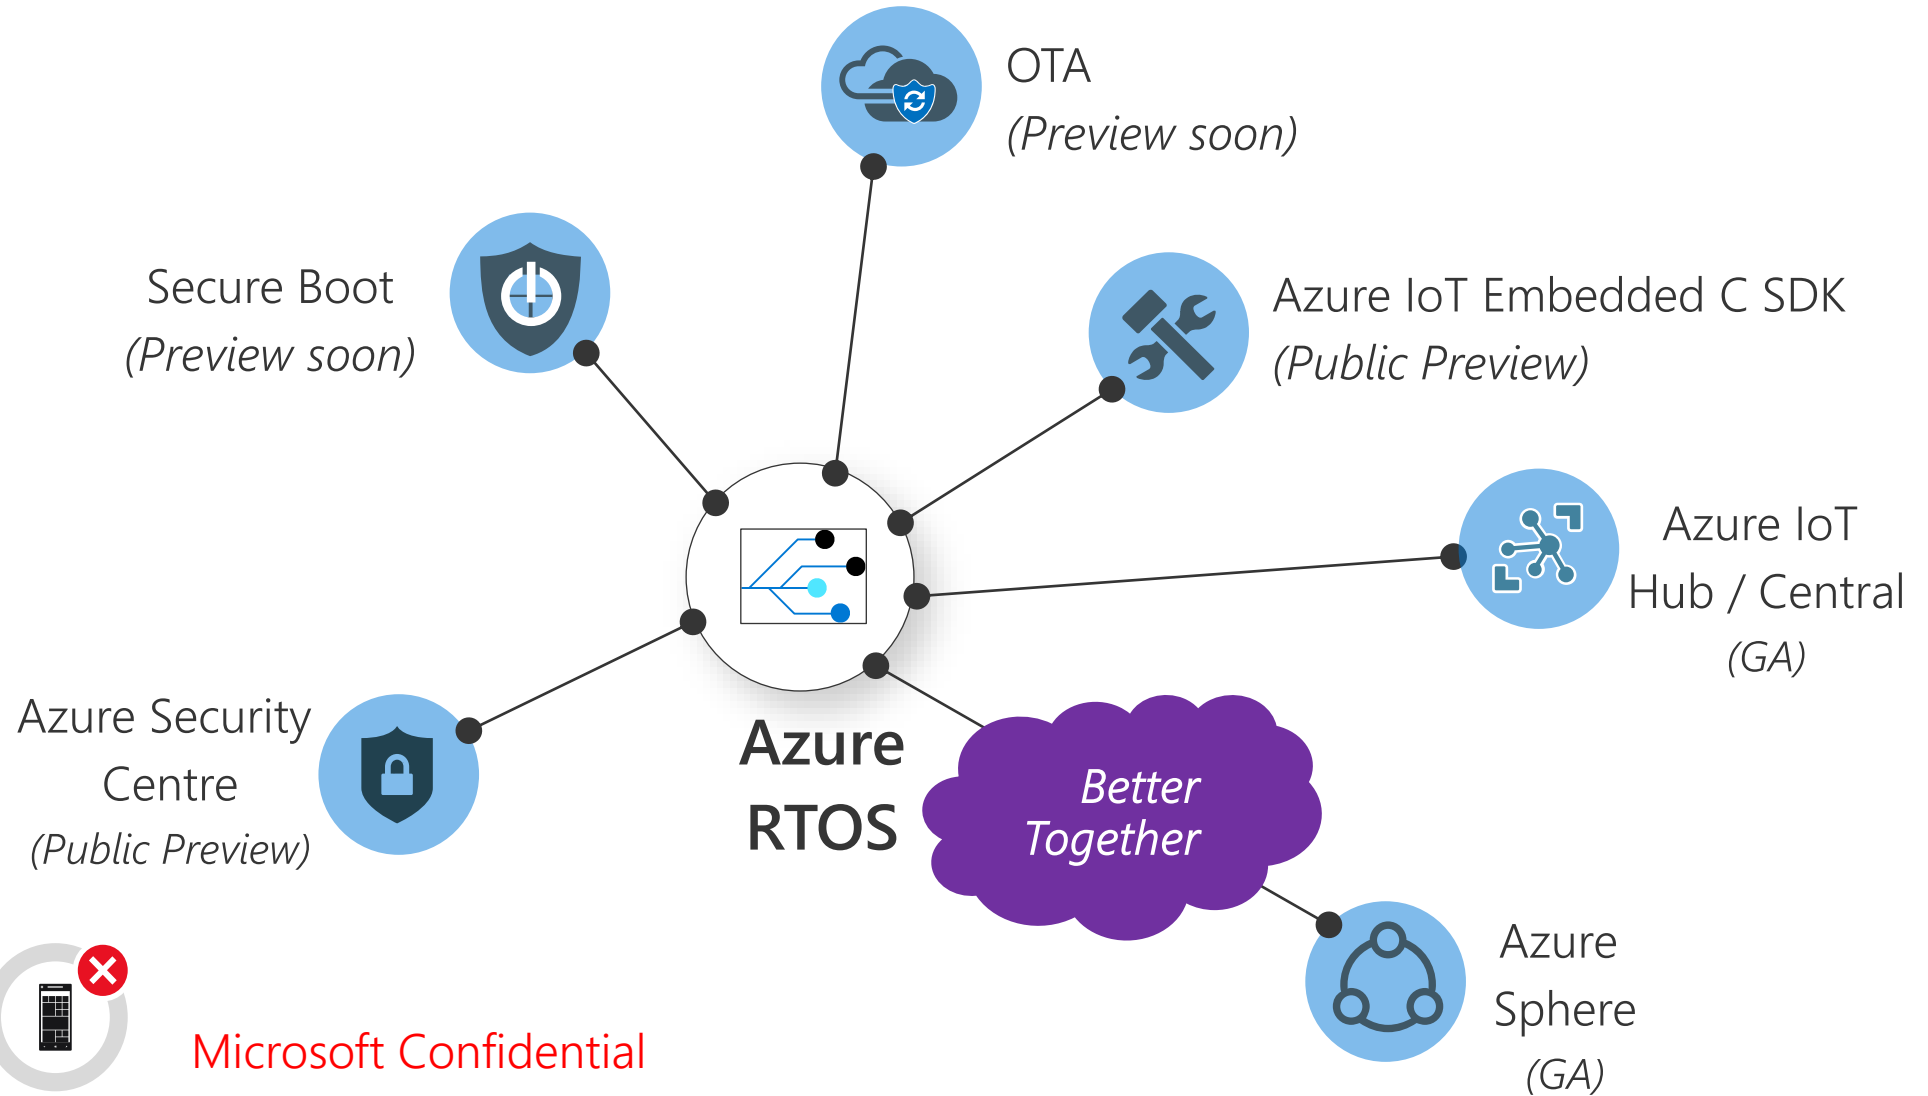 OTA
(Preview soon)
Secure Boot
(Preview soon)
Azure IoT Embedded C SDK
(Public Preview)
Azure IoT
Hub / Central
(GA)
Azure Security
Centre
(Public Preview)
Azure
RTOS
Better
Together
Azure
Sphere
(GA)
Microsoft Confidential